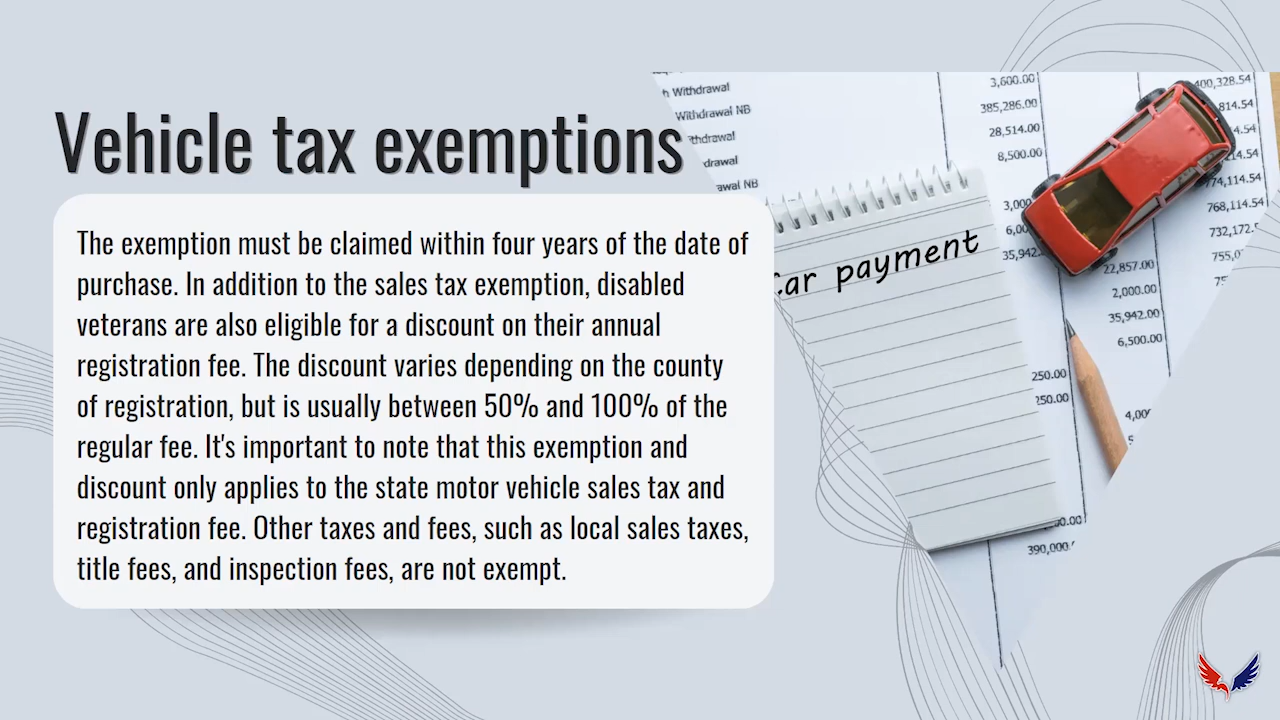 Vehicle tax exemptions
The exemption must be claimed within four years of the date of
purchase. In addition to the sales tax exemption, disabled
veterans are also eligible for a discount on their annual
registration fee. The discount varies depending on the county
of registration, but is usually between 50% and 100% of the
regular fee. It's important to note that this exemption and
discount only applies to the state motor vehicle sales tax and
registration fee. Other taxes and fees, such as local sales taxes,
title fees, and inspection fees, are not exempt.
Withdrawal
Withdrawal NB
3,600.00
385,286.00
28,514.00
8,500.00
car payment
774,114.54
768,114.54
22,857.00
2,000.00
35,942.00
6,500.00
250.00
250.00